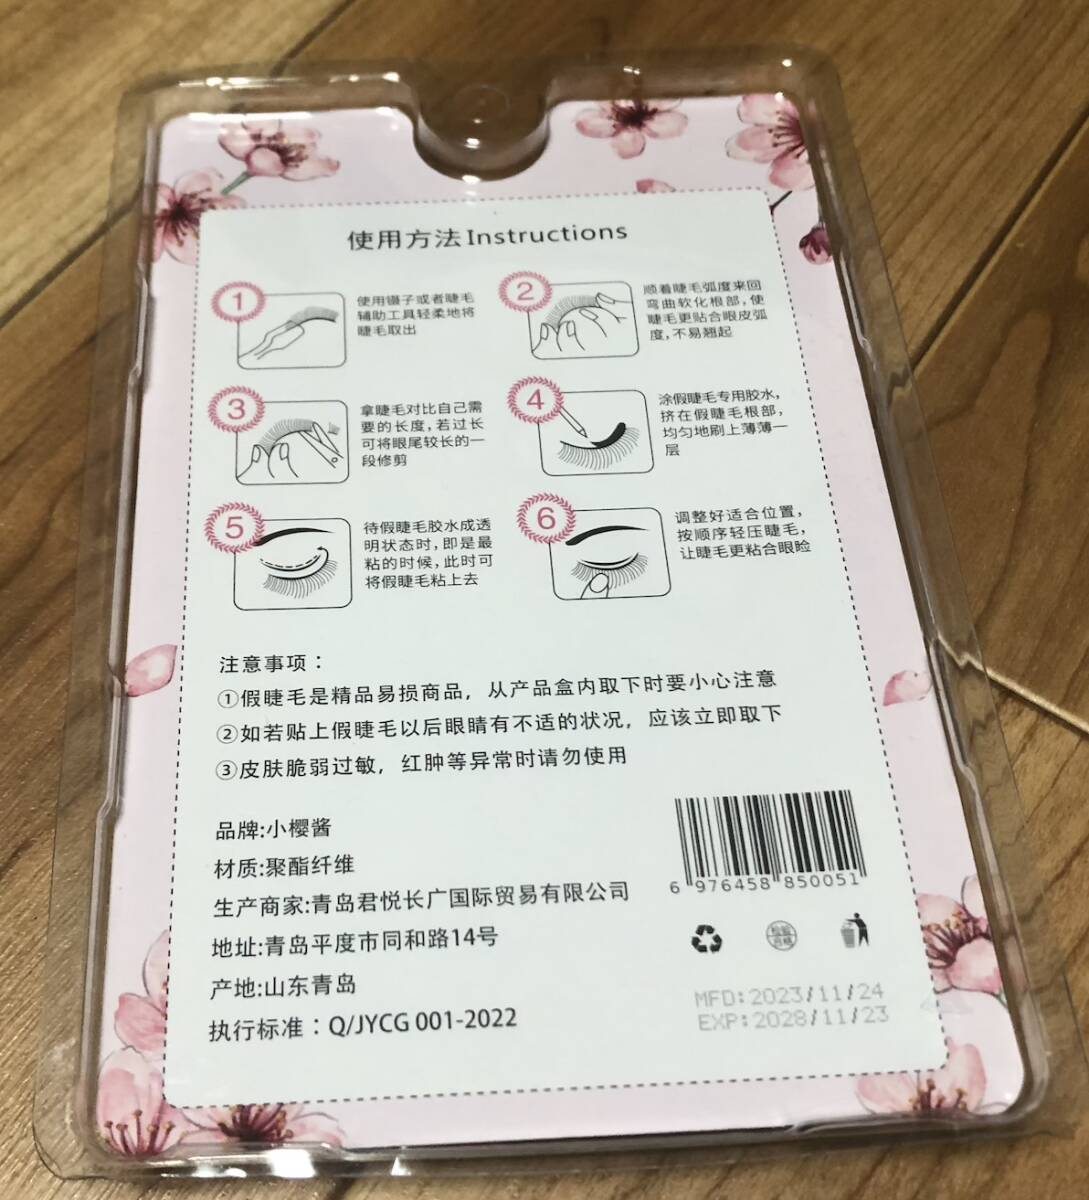 使用方法Instructions
1
使用镊子或者睫毛
辅助工具轻柔地将
睫毛取出
2
顺着睫毛弧度来回
弯曲软化根部，使
睫毛更贴合眼皮弧
度，不易翘起
3
拿睫毛对比自己需
要的长度，若过长
可将眼尾较长的一
段修剪
4
涂假睫毛专用胶水，
挤在假睫毛根部，
均匀地刷上薄薄一
层
5
待假睫毛胶水成透
明状态时，即是最
粘的时候，此时可
将假睫毛粘上去
6
调整好适合位置，
按顺序轻压睫毛，
让睫毛更粘合眼睑
注意事项：
①假睫毛是精品易损商品，从产品盒内取下时要小心注意
②如若贴上假睫毛以后眼睛有不适的状况，应该立即取下
③皮肤脆弱过敏，红肿等异常时请勿使用
品牌:小樱酱
材质:聚酯纤维
生产商家:青岛君悦长广国际贸易有限公司
地址:青岛平度市同和路14号
产地:山东青岛
执行标准：Q/JYCG 001-2022
6 976458 850051
MFD:2023/11/24
EXP:2028/11/23